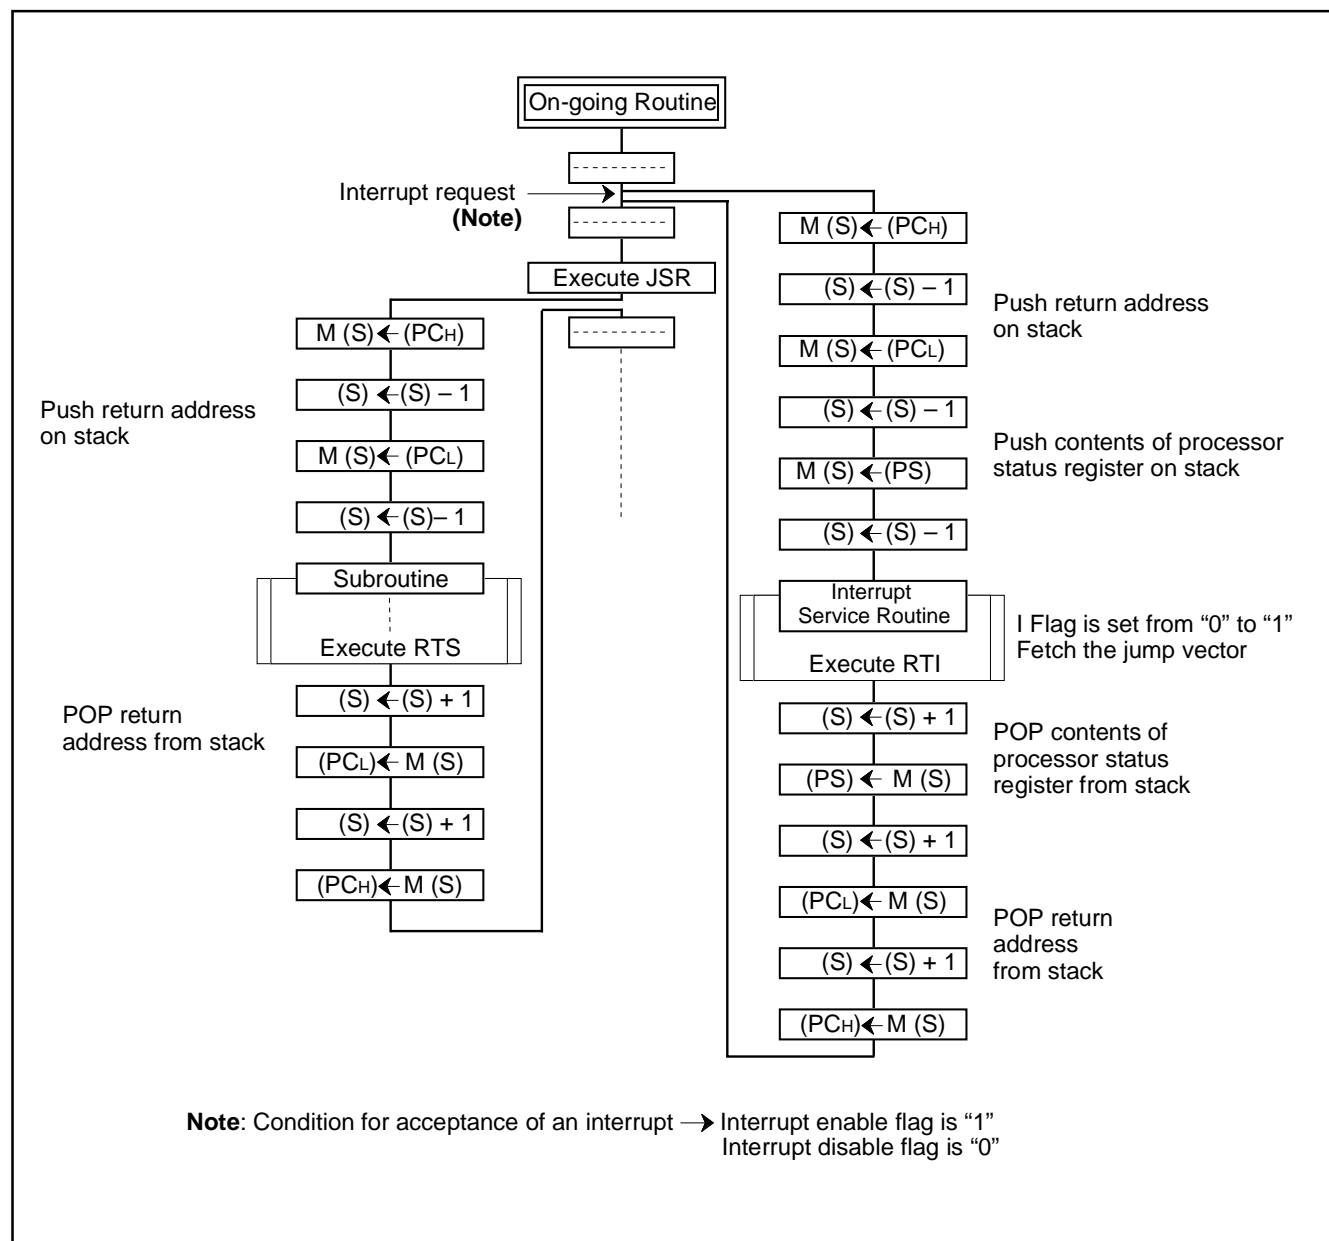 On-going Routine
Interrupt request
(Note)
Execute JSR
M (S) ← (PCH)
(S) ← (S) – 1
M (S) ← (PCL)
(S) ← (S)– 1
Push return address
on stack
Subroutine
Execute RTS
(S) ← (S) + 1
(PCL) ← M (S)
(S) ← (S) + 1
(PCH) ← M (S)
POP return
address from stack
M (S) ← (PCH)
(S) ← (S) – 1
M (S) ← (PCL)
(S) ← (S) – 1
M (S) ← (PS)
(S) ← (S) – 1
Push return address
on stack
Push contents of processor
status register on stack
Interrupt
Service Routine
Execute RTI
I Flag is set from “0” to “1”
Fetch the jump vector
(S) ← (S) + 1
(PS) ← M (S)
(S) ← (S) + 1
(PCL) ← M (S)
(S) ← (S) + 1
(PCH) ← M (S)
POP contents of
processor status
register from stack
POP return
address
from stack
Note: Condition for acceptance of an interrupt → Interrupt enable flag is “1”
Interrupt disable flag is “0”